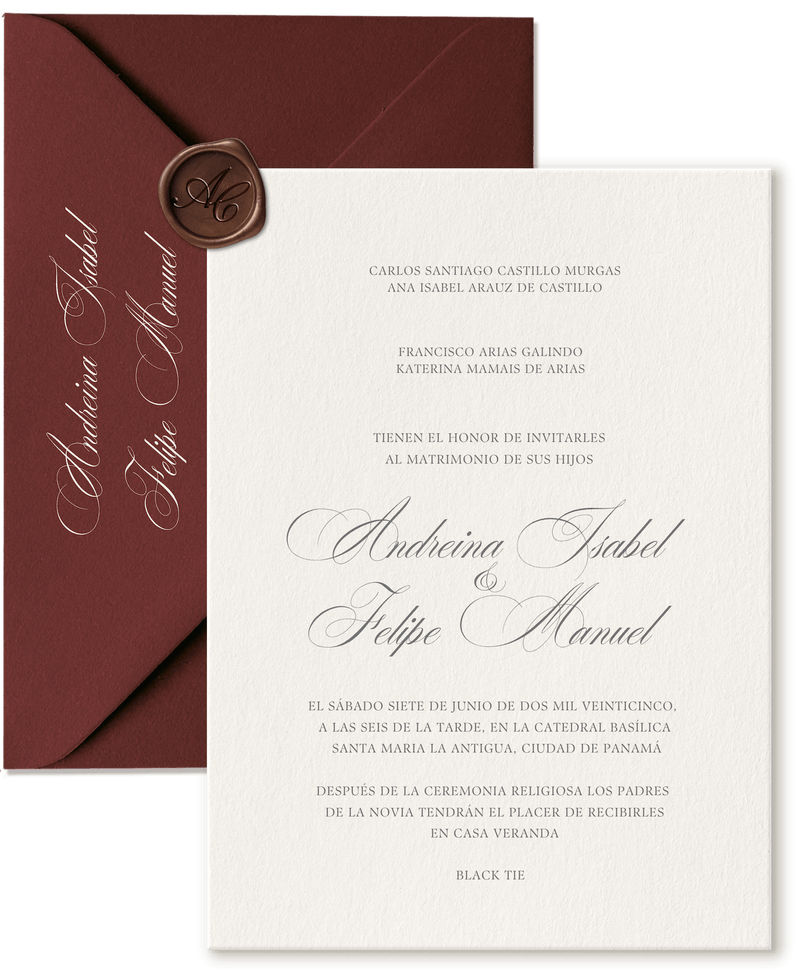 Andreina Isabel
Felipe Manuel
AC
CARLOS SANTIAGO CASTILLO MURGAS
ANA ISABEL ARAUZ DE CASTILLO
FRANCISCO ARIAS GALINDO
KATERINA MAMAIS DE ARIAS
TIENEN EL HONOR DE INVITARLES
AL MATRIMONIO DE SUS HIJOS
Andreina Isabel
&
Felipe Manuel
EL SÁBADO SIETE DE JUNIO DE DOS MIL VEINTICINCO,
A LAS SEIS DE LA TARDE, EN LA CATEDRAL BASÍLICA
SANTA MARIA LA ANTIGUA, CIUDAD DE PANAMÁ
DESPUÉS DE LA CEREMONIA RELIGIOSA LOS PADRES
DE LA NOVIA TENDRÁN EL PLACER DE RECIBIRLES
EN CASA VERANDA
BLACK TIE